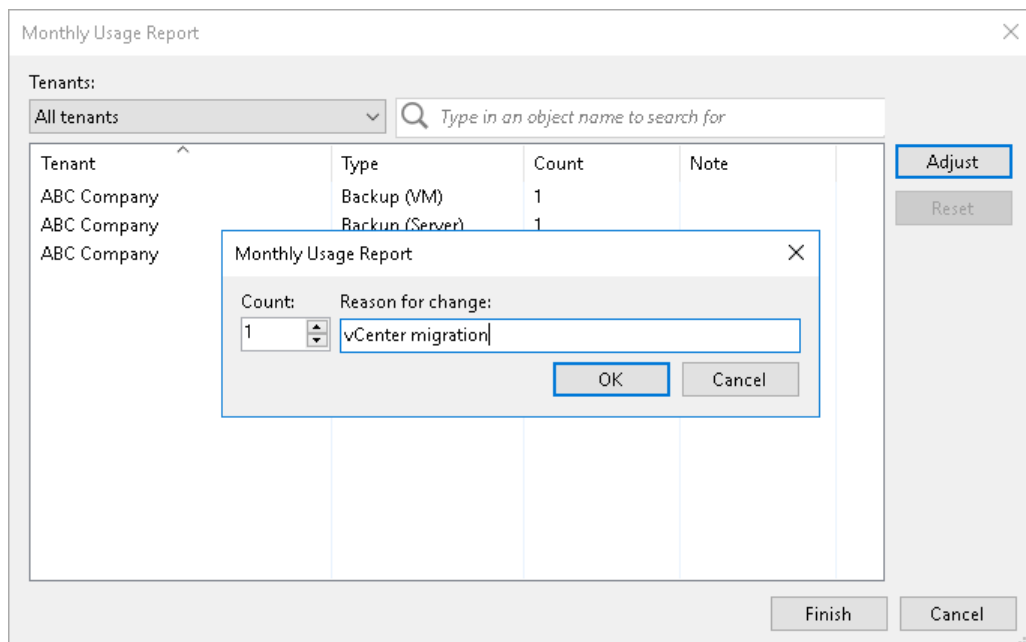 Monthly Usage Report
Tenants:
All tenants Type in an object name to search for
Tenant Type Count Note Adjust
ABC Company Backup (VM) 1 Reset
ABC Company Backup (Server) 1
ABC Company
Monthly Usage Report
Count: Reason for change:
1 vCenter migration
OK Cancel
Finish Cancel